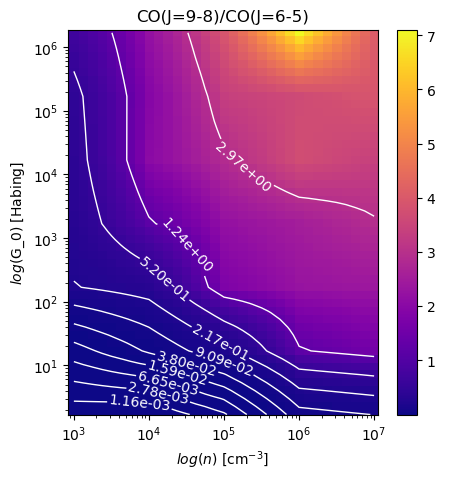 CO(J=9-8)/CO(J=6-5)
log(G_0) [Habing]
10^6
10^5
10^4
10^3
10^2
10^1
2.97e+00
1.24e+00
5.20e-01
2.17e-01
9.09e-02
3.80e-02
1.59e-02
6.65e-03
2.78e-03
1.16e-03
10^3 10^4 10^5 10^6 10^7
log(n) [cm^{-3}]
7
6
5
4
3
2
1